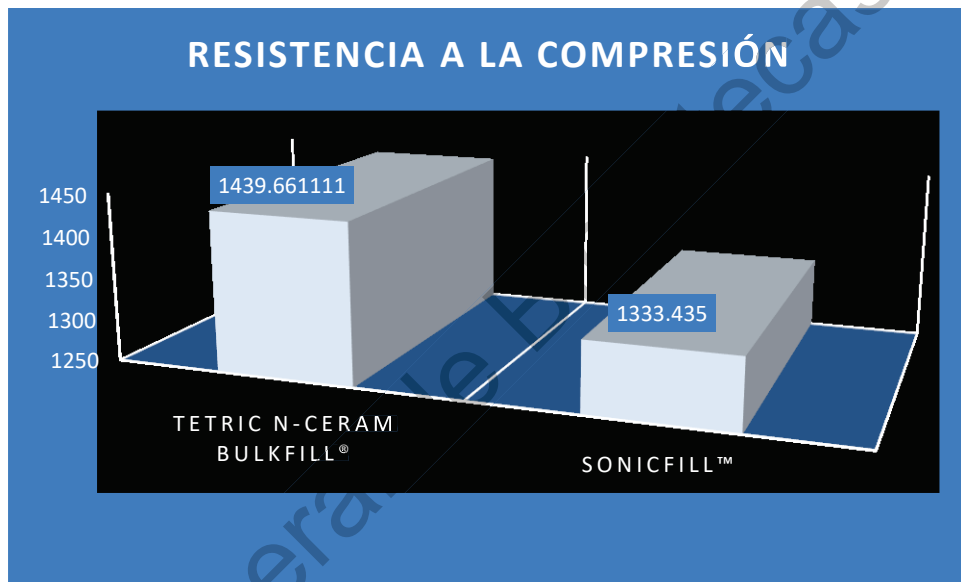 RESISTENCIA A LA COMPRESIÓN
1439.661111
1450
1400
1350
1333.435
1300
1250
TETRIC N-CERAM
BULKFILL®
SONICFILL™